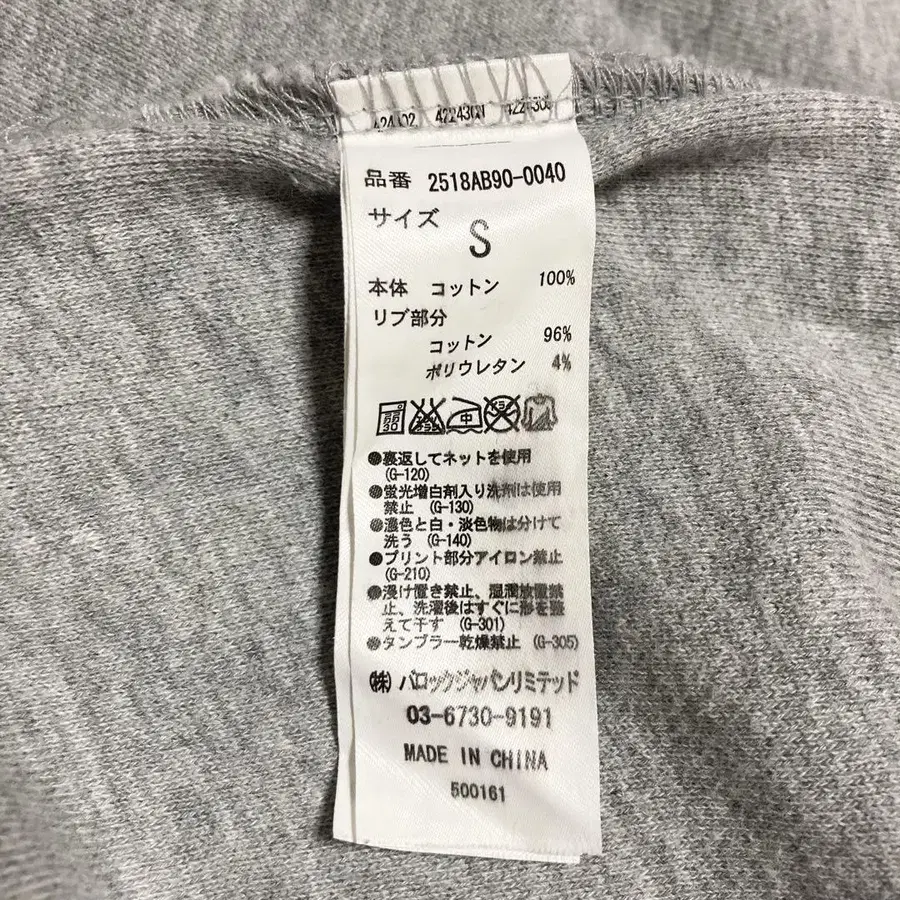 品番 2518AB90-0040
サイズ
S
本体 コットン 100%
リブ部分
コットン 96%
ポリウレタン 4%
中
●裏返してネットを使用
(G-120)
●蛍光増白剤入り洗剤は使用
禁止 (G-130)
●濃色と白・淡色物は分けて
洗う (G-140)
●プリント部分アイロン禁止
(G-210)
●浸け置き禁止、湿潤放置禁
止、洗濯後はすぐに形を整
えて干す (G-301)
●タンブラー乾燥禁止 (G-305)
(株) バロックジャパンリミテッド
03-6730-9191
MADE IN CHINA
500161